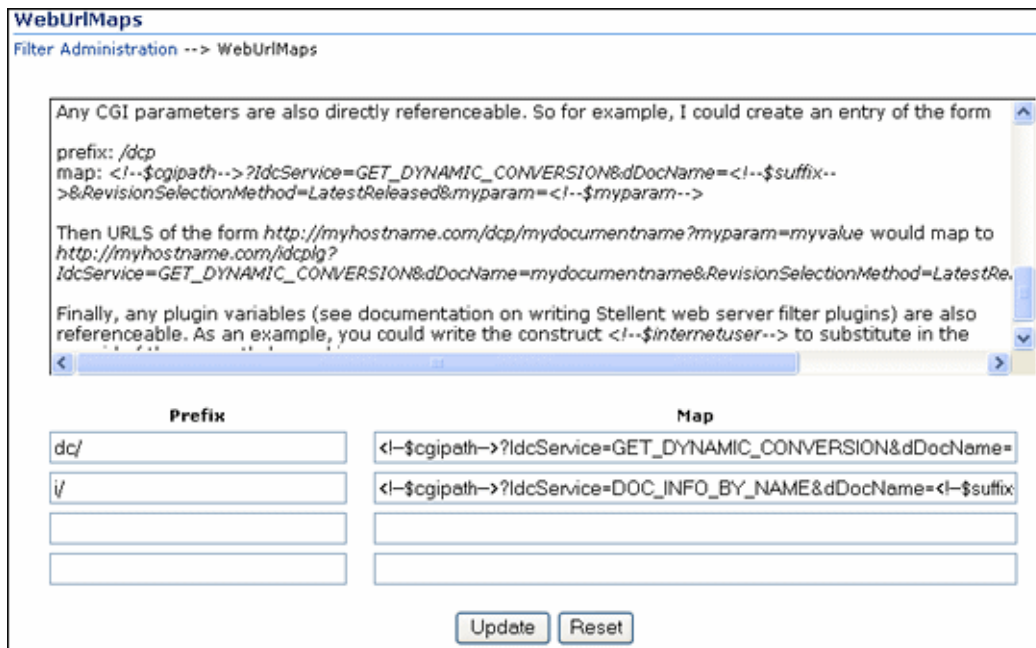 WebUrlMaps
Filter Administration --> WebUrlMaps
Any CGI parameters are also directly referenceable. So for example, I could create an entry of the form
prefix: /dcp
map: <!--$cgipath-->?IdcService=GET_DYNAMIC_CONVERSION&dDocName=<!--$suffix--
>&RevisionSelectionMethod=LatestReleased&myparam=<!--$myparam-->
Then URLS of the form http://myhostname.com/dcp/mydocumentname?myparam=myvalue would map to
http://myhostname.com/idcplg?
IdcService=GET_DYNAMIC_CONVERSION&dDocName=mydocumentname&RevisionSelectionMethod=LatestRe
Finally, any plugin variables (see documentation on writing Stellent web server filter plugins) are also
referenceable. As an example, you could write the construct <!--$internetuser--> to substitute in the
Prefix Map
dc/ <!--$cgipath-->?IdcService=GET_DYNAMIC_CONVERSION&dDocName=
i/ <!--$cgipath-->?IdcService=DOC_INFO_BY_NAME&dDocName=<!--$suffix
Update Reset